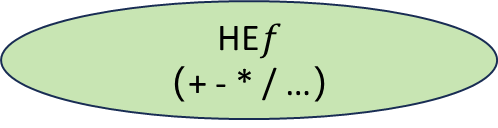 HE𝑓
(+ - * / ...)